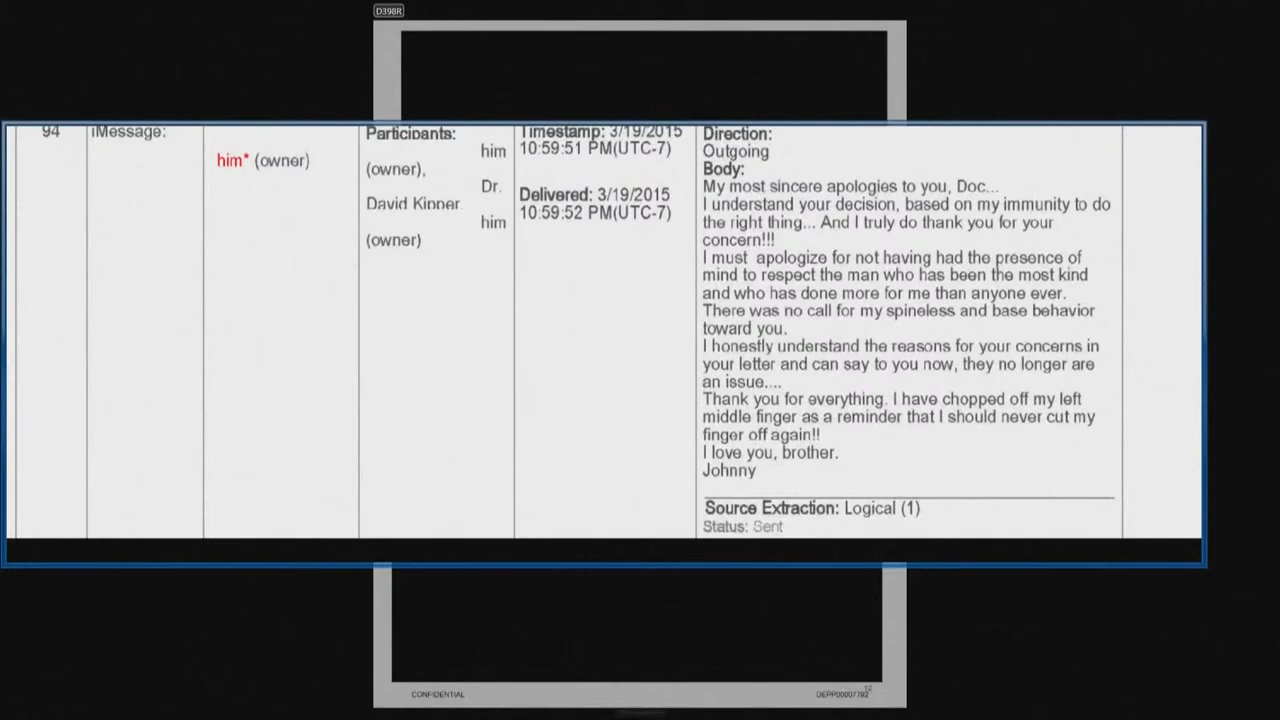 D398R
94
iMessage:
him* (owner)
Participants:
him
(owner),
Dr.
David Kipper
him
(owner)
Timestamp: 3/19/2015
10:59:51 PM(UTC-7)
Delivered: 3/19/2015
10:59:52 PM(UTC-7)
Direction:
Outgoing
Body:
My most sincere apologies to you, Doc...
I understand your decision, based on my immunity to do
the right thing... And I truly do thank you for your
concern!!!
I must apologize for not having had the presence of
mind to respect the man who has been the most kind
and who has done more for me than anyone ever.
There was no call for my spineless and base behavior
toward you.
I honestly understand the reasons for your concerns in
your letter and can say to you now, they no longer are
an issue....
Thank you for everything. I have chopped off my left
middle finger as a reminder that I should never cut my
finger off again!!
I love you, brother.
Johnny
Source Extraction: Logical (1)
Status: Sent
CONFIDENTIAL
12
DEPP00007792